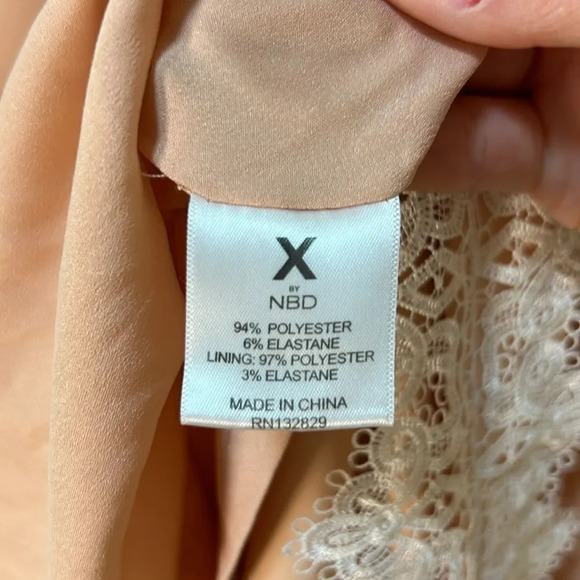 X
BY
NBD
94% POLYESTER
6% ELASTANE
LINING: 97% POLYESTER
3% ELASTANE
MADE IN CHINA
RN132829